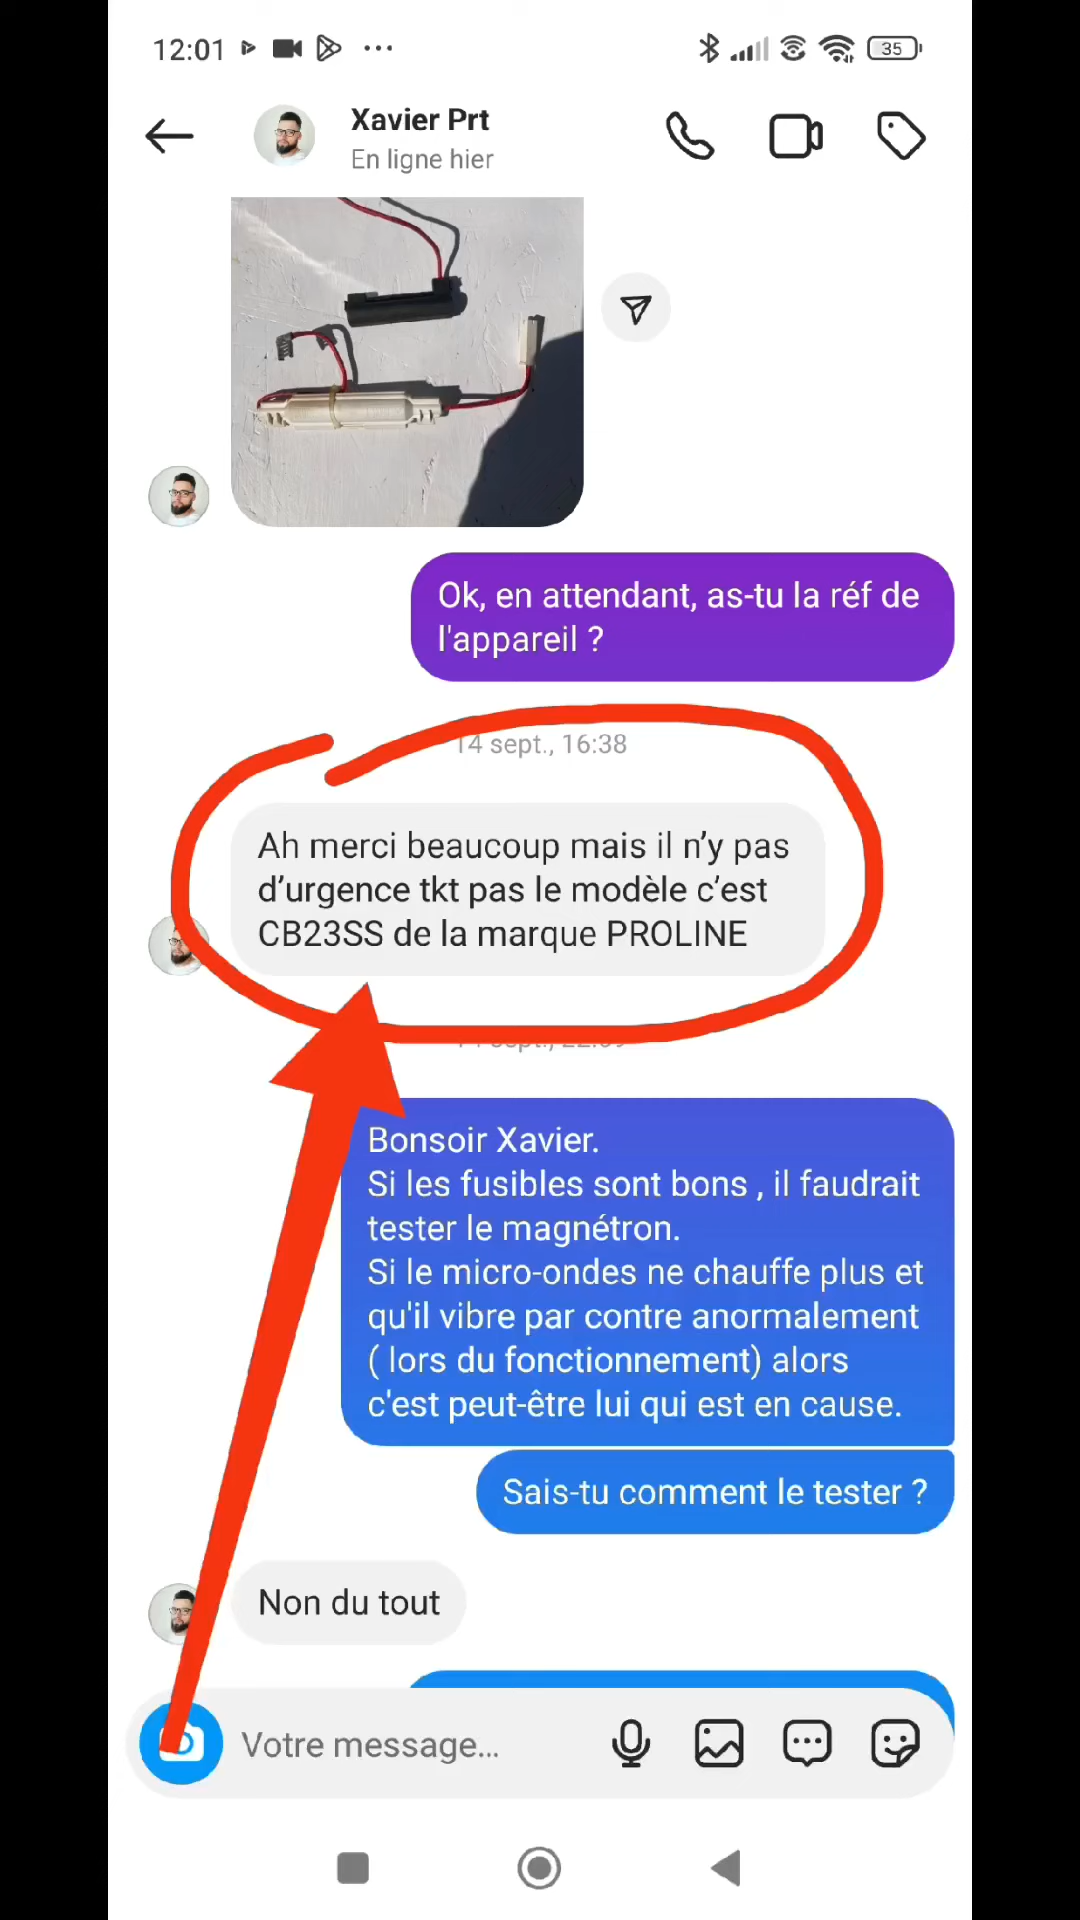 12:01
35
Xavier Prt
En ligne hier
Ok, en attendant, as-tu la réf de
l'appareil ?
14 sept., 16:38
Ah merci beaucoup mais il n’y pas
d’urgence tkt pas le modèle c’est
CB23SS de la marque PROLINE
Bonsoir Xavier.
Si les fusibles sont bons , il faudrait
tester le magnétron.
Si le micro-ondes ne chauffe plus et
qu'il vibre par contre anormalement
( lors du fonctionnement) alors
c'est peut-être lui qui est en cause.
Sais-tu comment le tester ?
Non du tout
Votre message...